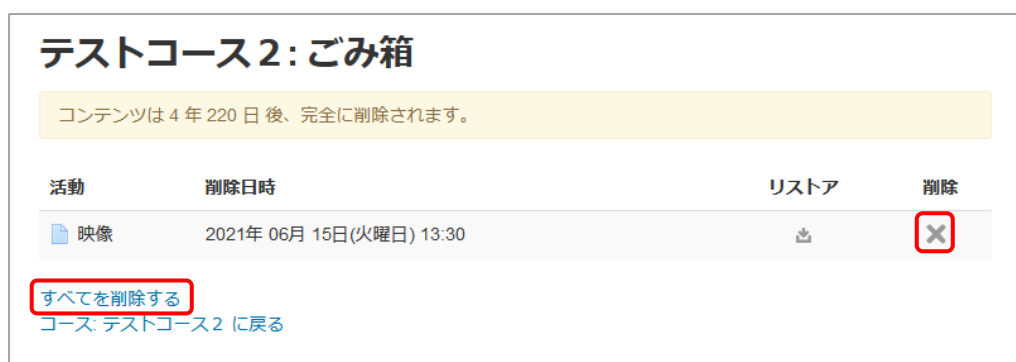 テストコース２: ごみ箱
コンテンツは 4 年 220 日 後、完全に削除されます。
活動 削除日時 リストア 削除
映像 2021年 06月 15日(火曜日) 13:30
すべてを削除する
コース: テストコース２ に戻る